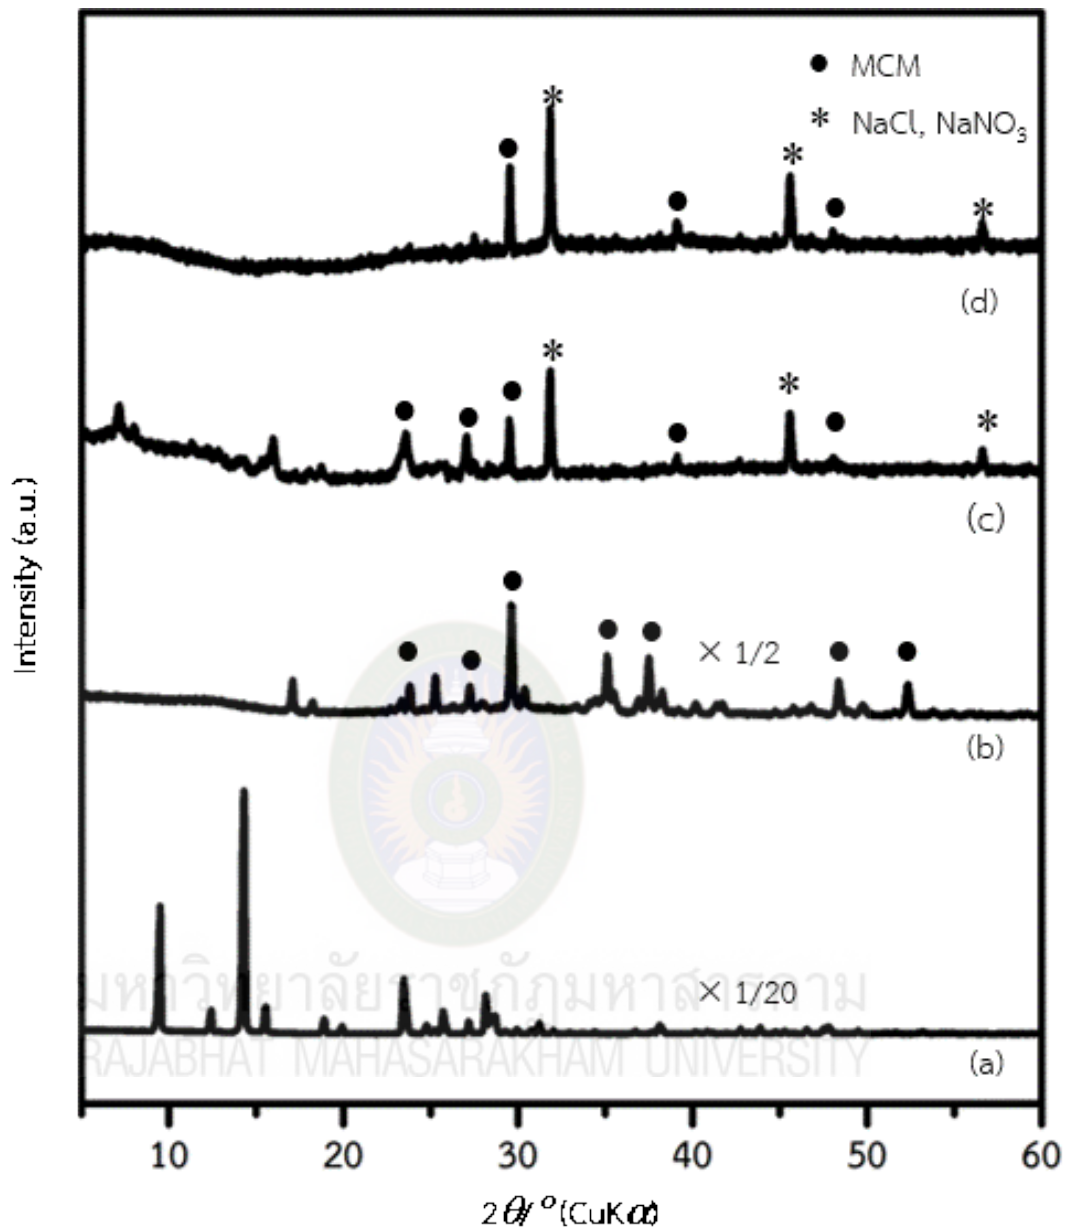 ● MCM
* NaCl, NaNO₃
(d)
(c)
× 1/2
(b)
มหาวิทยาลัยราชภัฏมหาสารคาม
× 1/20
RAJABHAT MAHASARAKHAM UNIVERSITY
(a)
Intensity (a.u.)
10 20 30 40 50 60
2θ/° (CuKα)